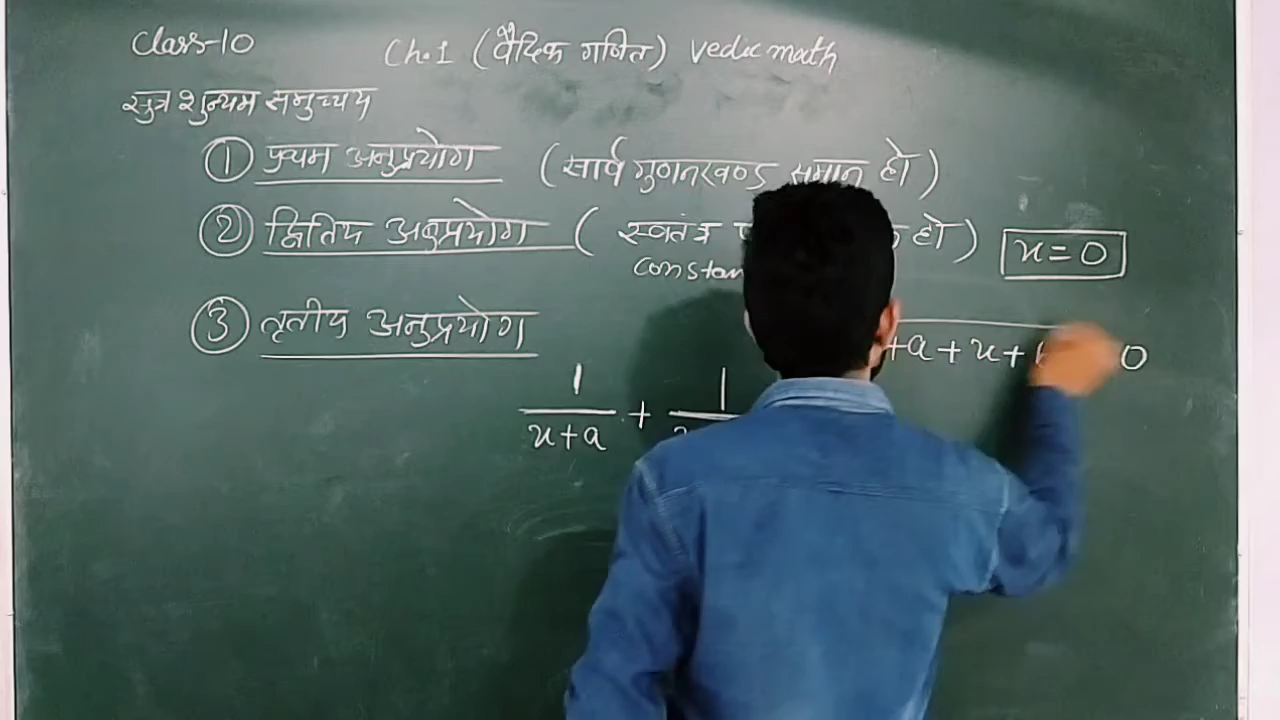 Class-10 Ch.1 (वैदिक गणित) Vedic math
सुत्र शुन्यम समुच्चय
① प्रथम अनुप्रयोग (सार्व गुणनखण्ड समान हो)
② द्वितिय अनुप्रयोग ( स्वतंत्र हो) x = 0
③ तृतीय अनुप्रयोग
+a + x + 0
1 1
x+a +